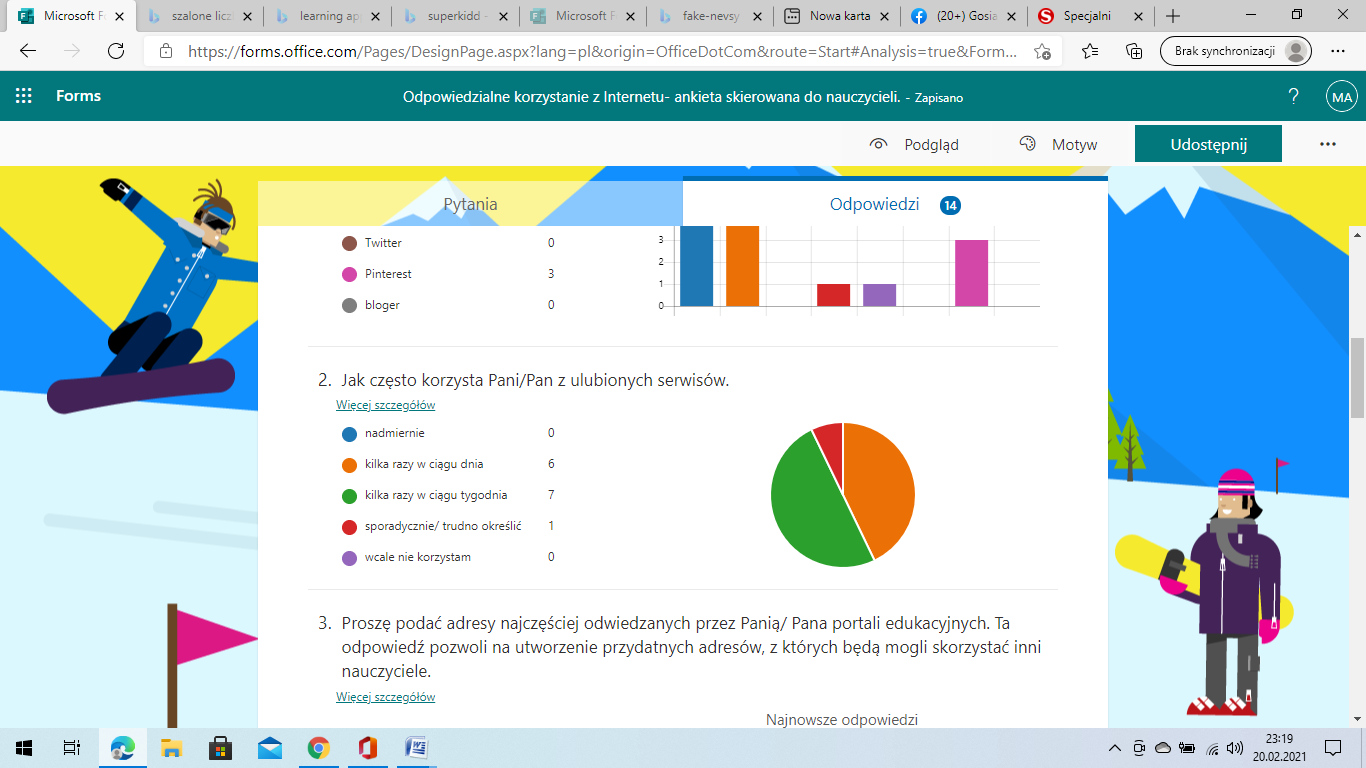 Microsoft Fo
szalone licz
learning app
superkidd -
Microsoft Fo
fake-nevsy
Nowa karta
(20+) Gosia
Specjalni
https://forms.office.com/Pages/DesignPage.aspx?lang=pl&origin=OfficeDotCom&route=Start#Analysis=true&Form...
Brak synchronizacji
Forms
Odpowiedzialne korzystanie z Internetu- ankieta skierowana do nauczycieli. - Zapisano
?
MA
Podgląd
Motyw
Udostępnij
Pytania
Odpowiedzi 14
Twitter 0
Pinterest 3
bloger 0
3
2
1
0
2. Jak często korzysta Pani/Pan z ulubionych serwisów.
Więcej szczegółów
nadmiernie 0
kilka razy w ciągu dnia 6
kilka razy w ciągu tygodnia 7
sporadycznie/ trudno określić 1
wcale nie korzystam 0
3. Proszę podać adresy najczęściej odwiedzanych przez Panią/ Pana portali edukacyjnych. Ta
odpowiedź pozwoli na utworzenie przydatnych adresów, z których będą mogli skorzystać inni
nauczyciele.
Więcej szczegółów
Najnowsze odpowiedzi
23:19
20.02.2021